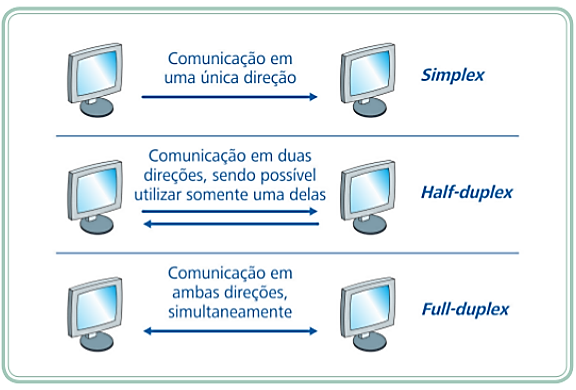 Comunicação em
uma única direção
Simplex
Comunicação em duas
direções, sendo possível
utilizar somente uma delas
Half-duplex
Comunicação em
ambas direções,
simultaneamente
Full-duplex